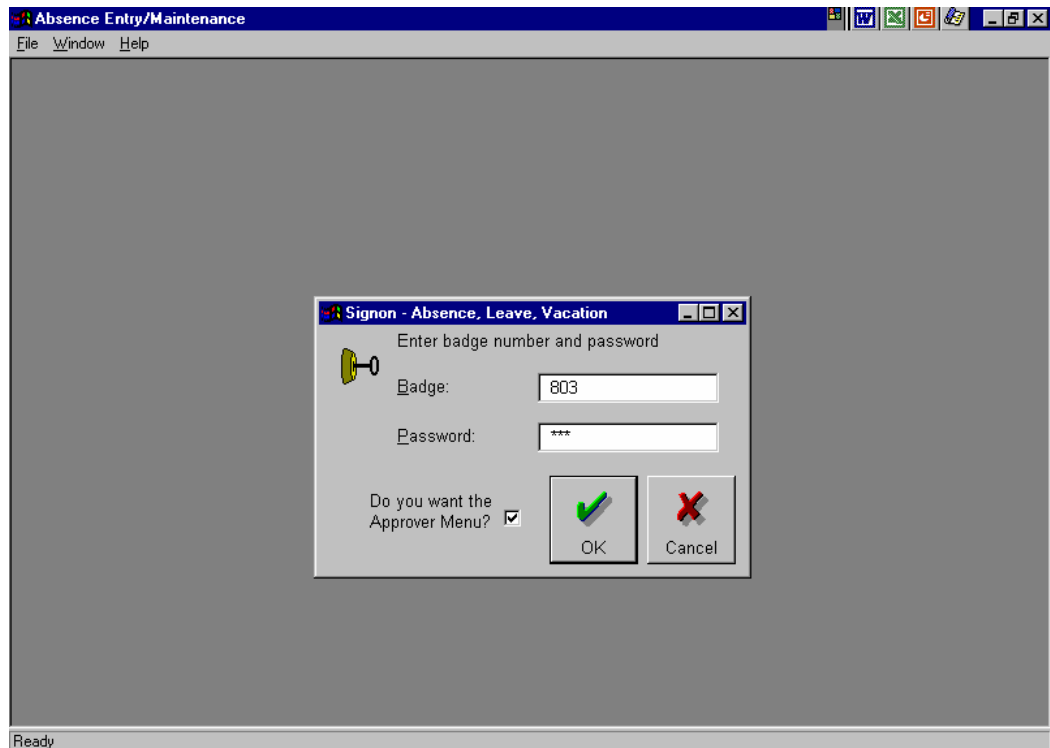 Absence Entry/Maintenance
File Window Help
Signon - Absence, Leave, Vacation
Enter badge number and password
Badge: 803
Password: ***
Do you want the
Approver Menu?
OK Cancel
Ready